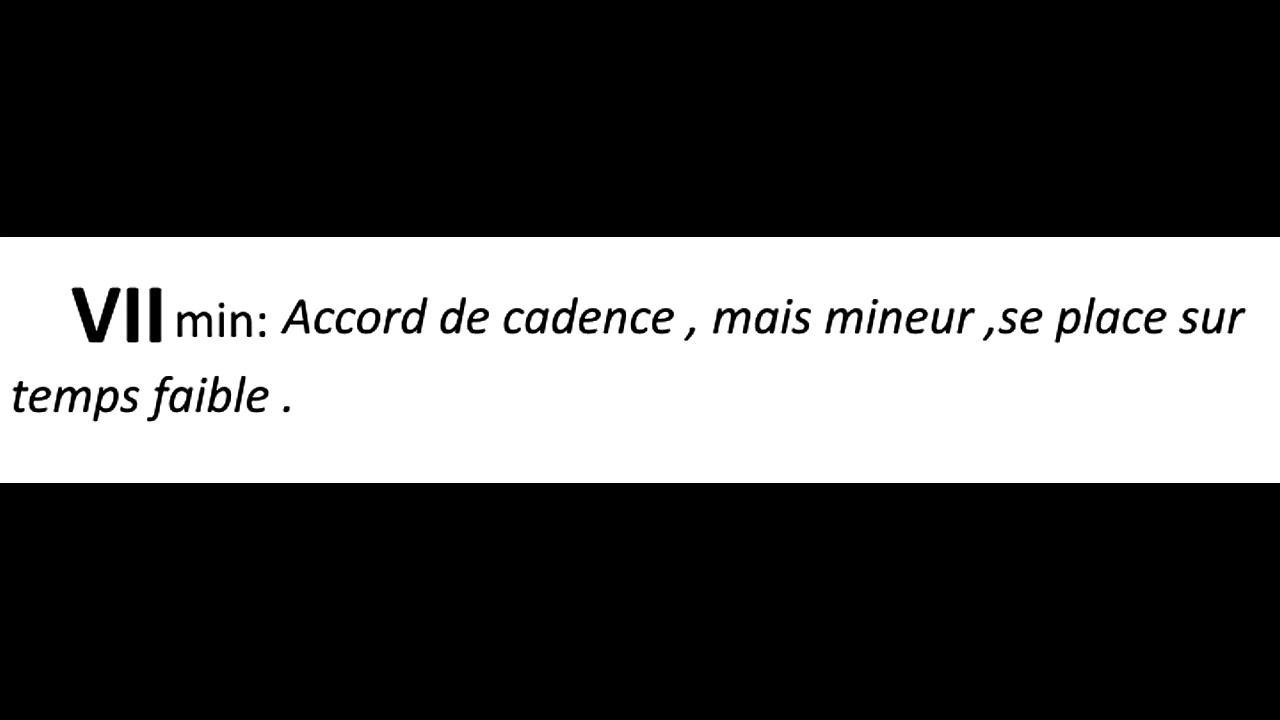 VII min: Accord de cadence , mais mineur ,se place sur
temps faible .